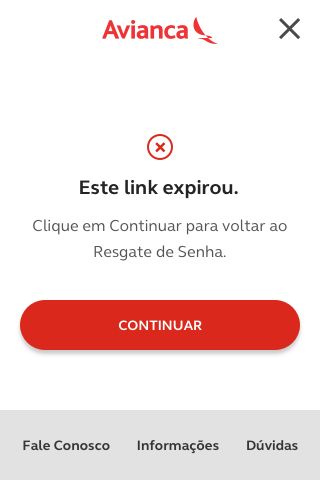 Avianca
Este link expirou.
Clique em Continuar para voltar ao
Resgate de Senha.
CONTINUAR
Fale Conosco Informações Dúvidas